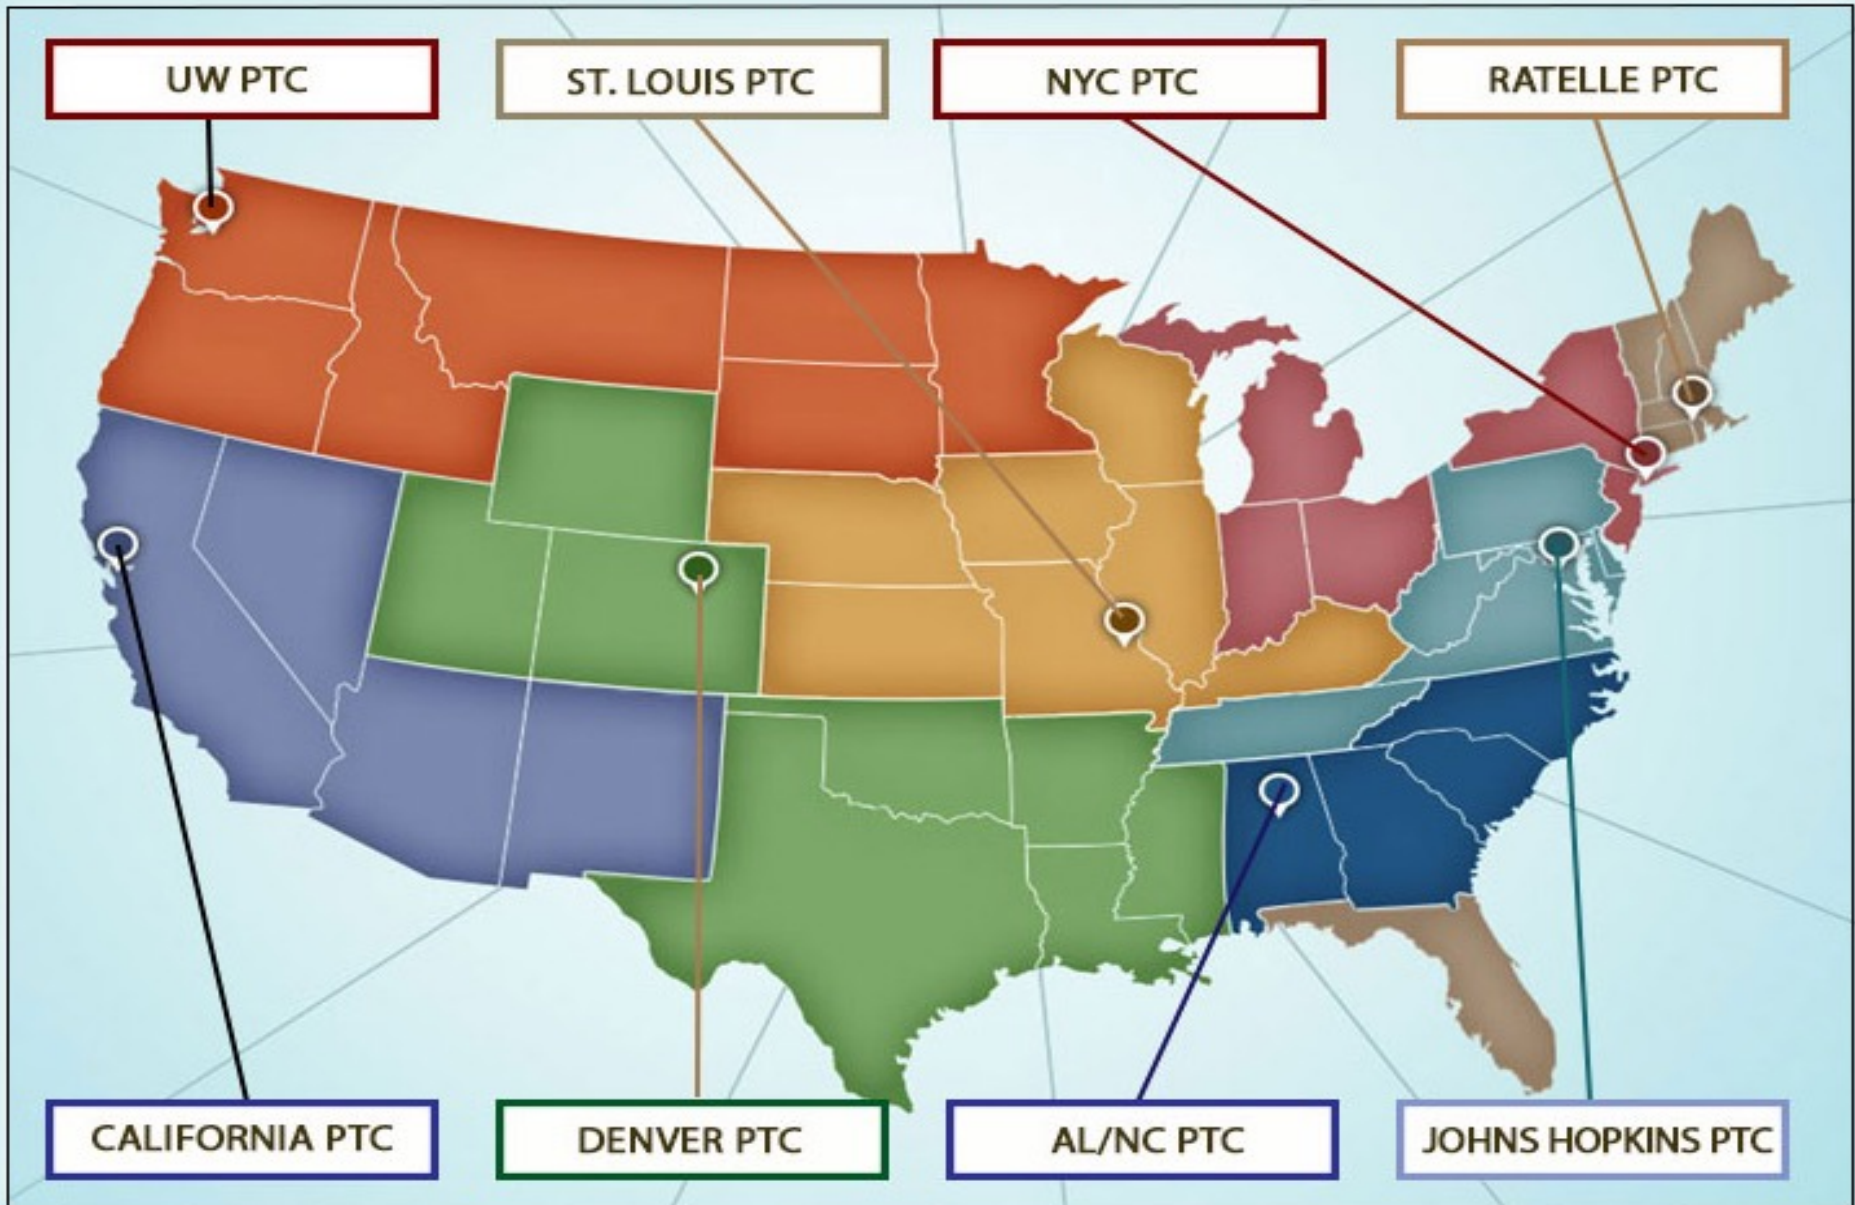 UW PTC
ST. LOUIS PTC
NYC PTC
RATELLE PTC
CALIFORNIA PTC
DENVER PTC
AL/NC PTC
JOHNS HOPKINS PTC